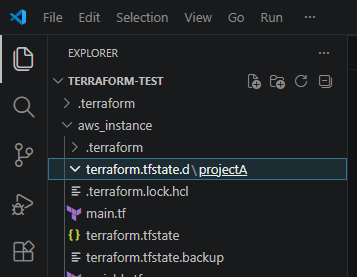 File Edit Selection View Go Run ···
EXPLORER ···
TERRAFORM-TEST
.terraform
aws_instance
.terraform
terraform.tfstate.d\projectA
.terraform.lock.hcl
main.tf
terraform.tfstate
terraform.tfstate.backup